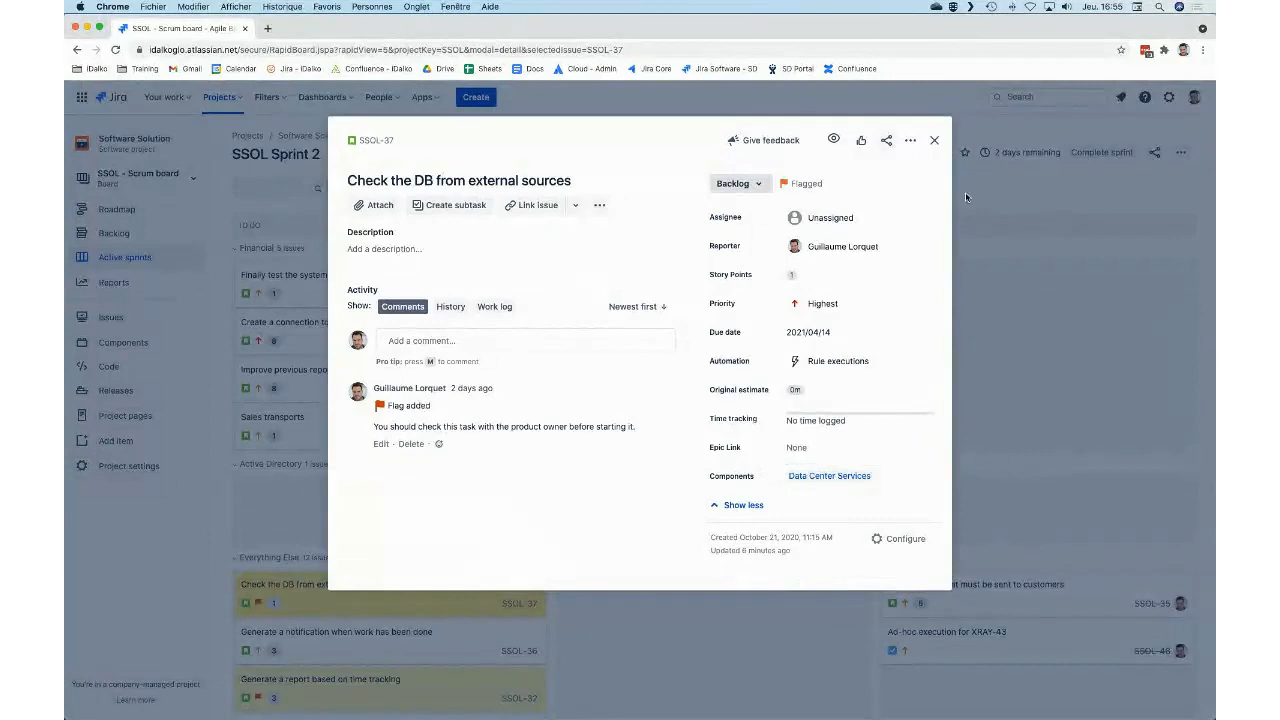 Chrome Fichier Modifier Afficher Historique Favoris Personnes Onglet Fenêtre Aide Jeu. 16:55
SSOL - Scrum board - Agile B
idalkoglo.atlassian.net/secure/RapidBoard.jspa?rapidView=5&projectKey=SSOL&modal=detail&selectedIssue=SSOL-37
iDalko Training Gmail Calendar Jira - iDalko Confluence - iDalko Drive Sheets Docs Cloud - Admin Jira Core Jira Software - SD SD Portal Confluence
Jira Your work Projects Filters Dashboards People Apps Create Search
Software Solution
Software project
SSOL - Scrum board
Board
Roadmap
Backlog
Active sprints
Reports
Issues
Components
Code
Releases
Project pages
Add item
Project settings
You're in a company-managed project
Learn more
Projects / Software So
SSOL Sprint 2
2 days remaining Complete sprint
TO DO
Financial 5 issues
Finally test the system
1
Create a connection to
8
Improve previous repo
8
Sales transports
1
Active Directory 1 issue
Everything Else 12 issues
Check the DB from ext
1 SSOL-37
Generate a notification when work has been done
3 SSOL-36
Generate a report based on time tracking
3 SSOL-32
t must be sent to customers
5 SSOL-35
Ad-hoc execution for XRAY-43
SSOL-46
SSOL-37
Give feedback
Check the DB from external sources
Attach Create subtask Link issue
Description
Add a description...
Activity
Show: Comments History Work log Newest first
Add a comment...
Pro tip: press M to comment
Guillaume Lorquet 2 days ago
Flag added
You should check this task with the product owner before starting it.
Edit · Delete ·
Backlog Flagged
Assignee Unassigned
Reporter Guillaume Lorquet
Story Points 1
Priority Highest
Due date 2021/04/14
Automation Rule executions
Original estimate 0m
Time tracking No time logged
Epic Link None
Components Data Center Services
Show less
Created October 21, 2020, 11:15 AM
Updated 6 minutes ago
Configure